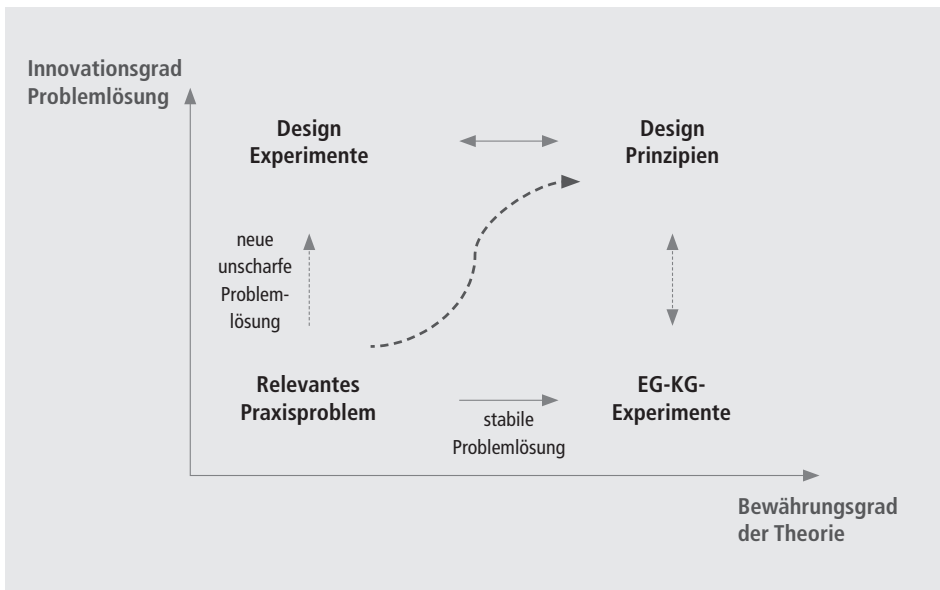 Innovationsgrad
Problemlösung
Design
Experimente
Design
Prinzipien
neue
unscharfe
Problem-
lösung
Relevantes
Praxisproblem
stabile
Problemlösung
EG-KG-
Experimente
Bewährungsgrad
der Theorie